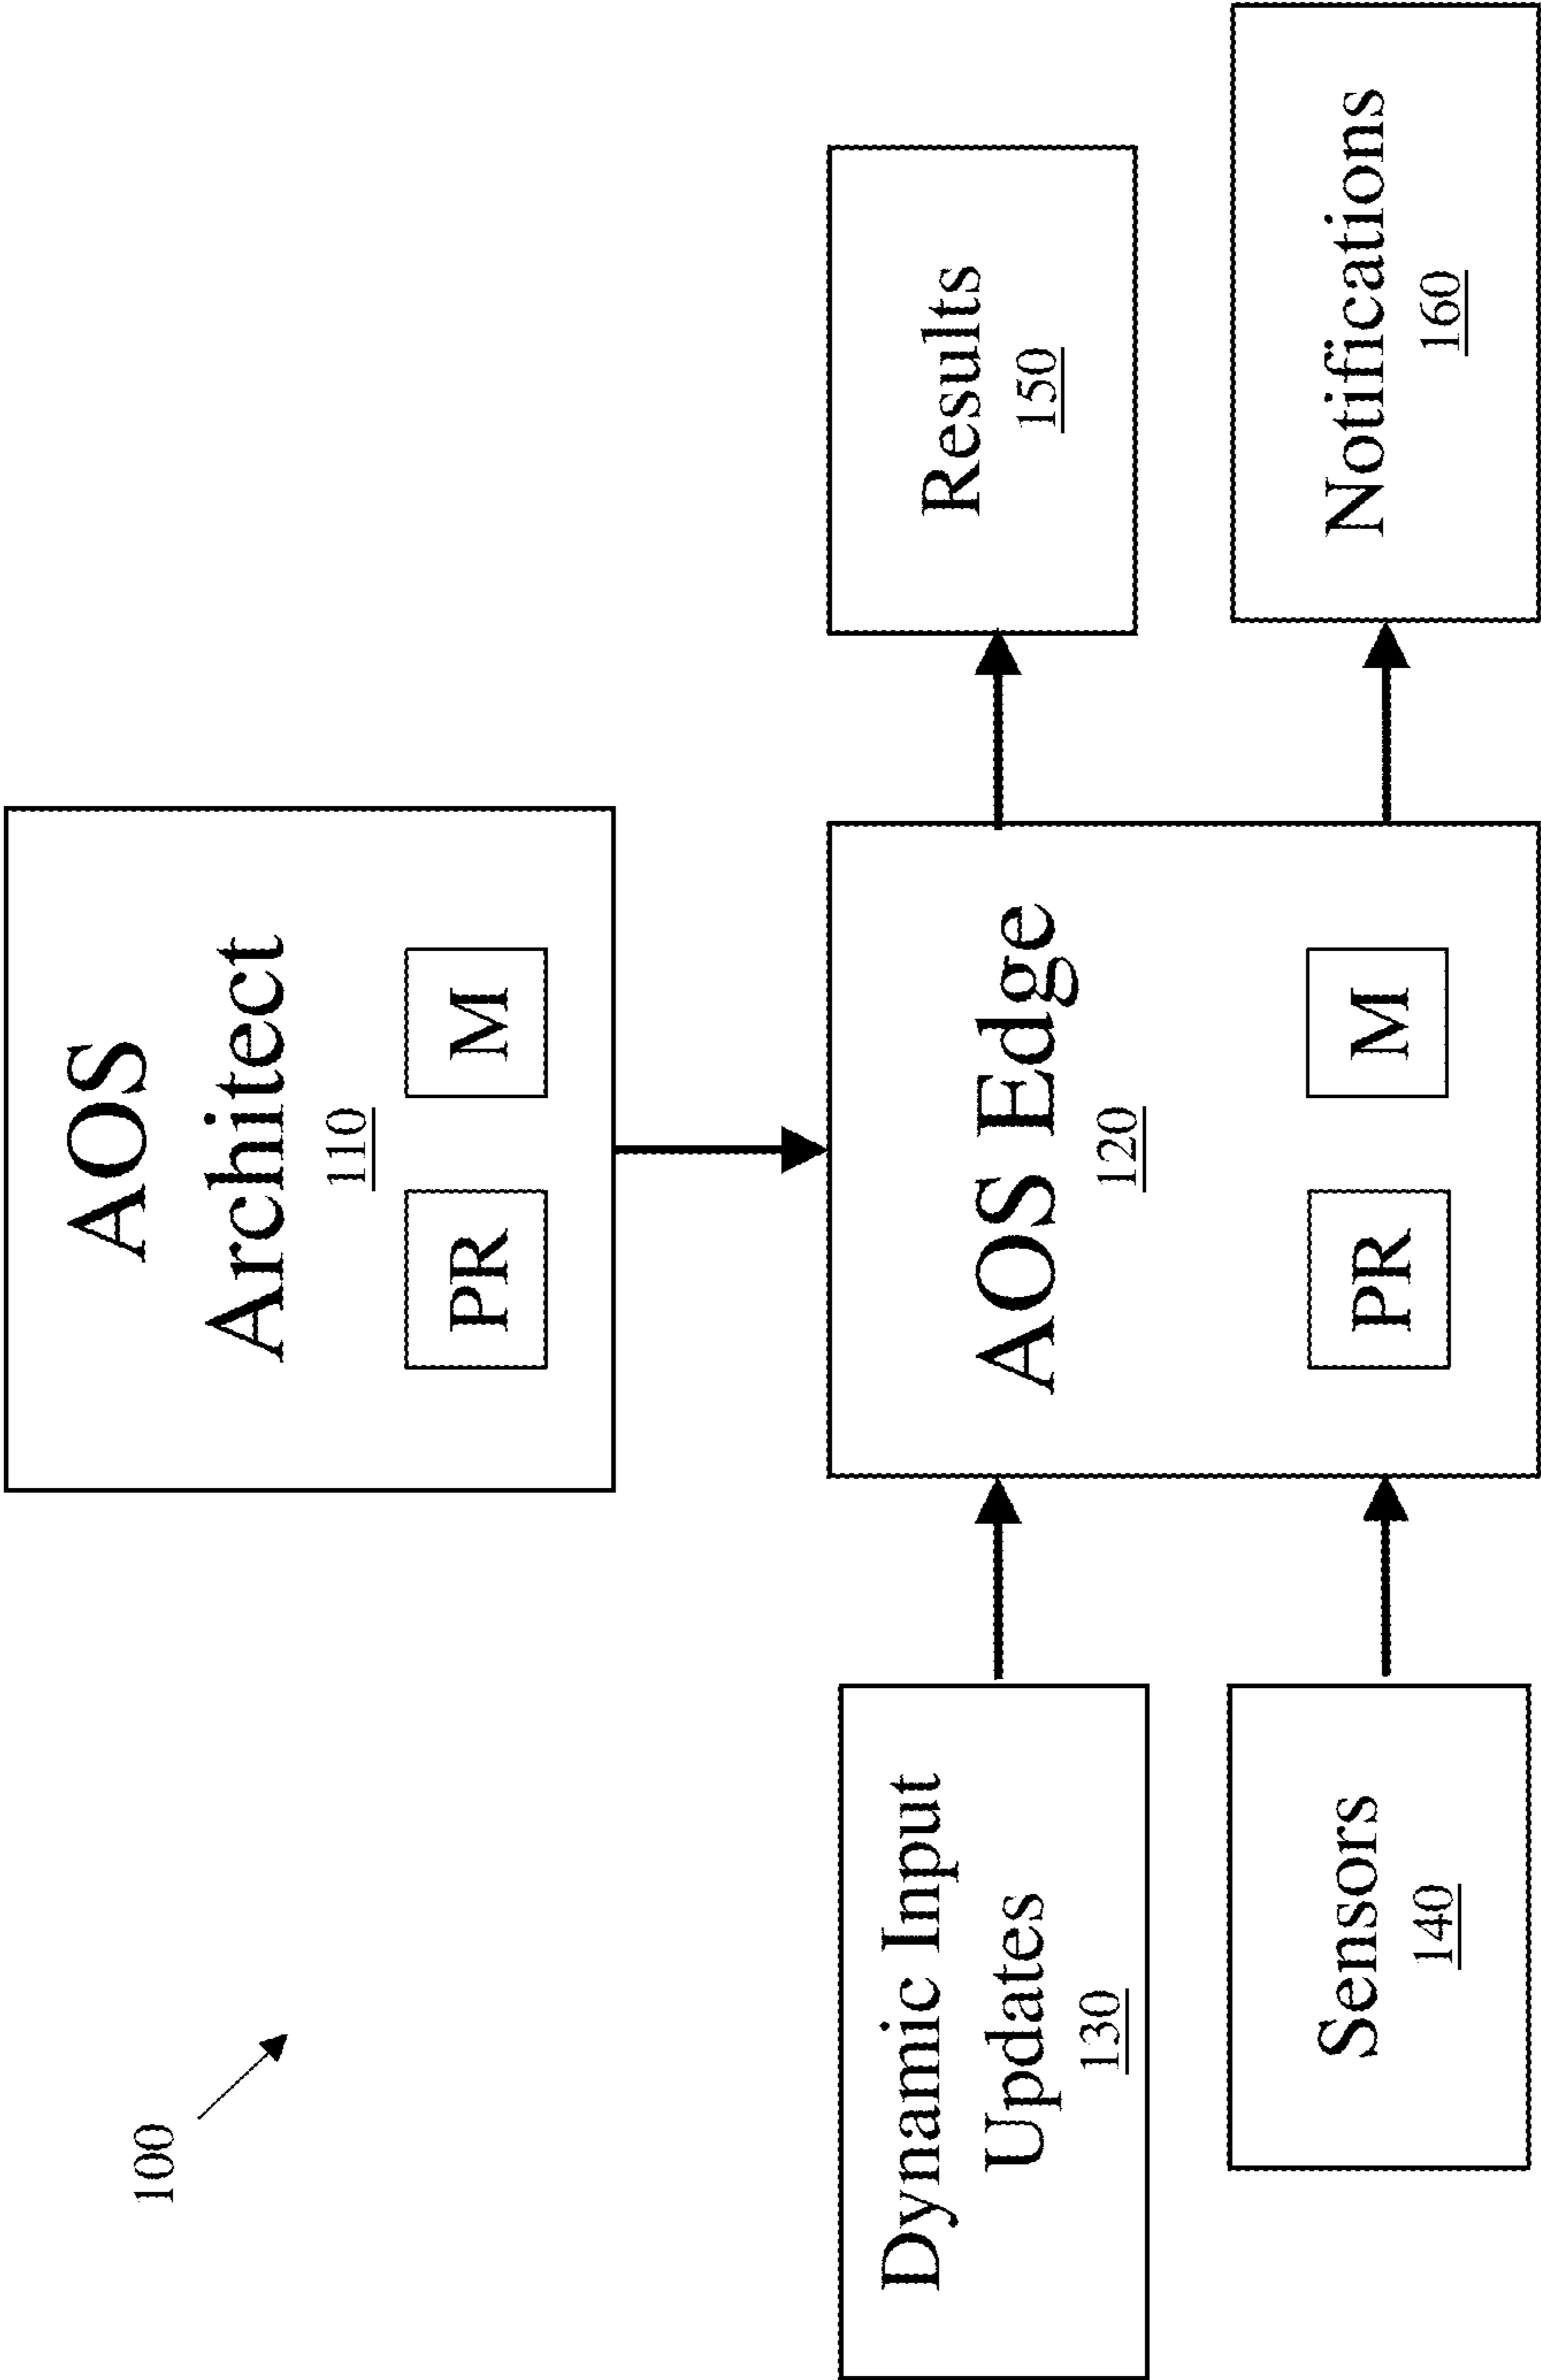 100
AOS
Architect
110
PR
M
Dynamic Input
Updates
130
AOS Edge
120
PR
M
Results
150
Sensors
140
Notifications
160